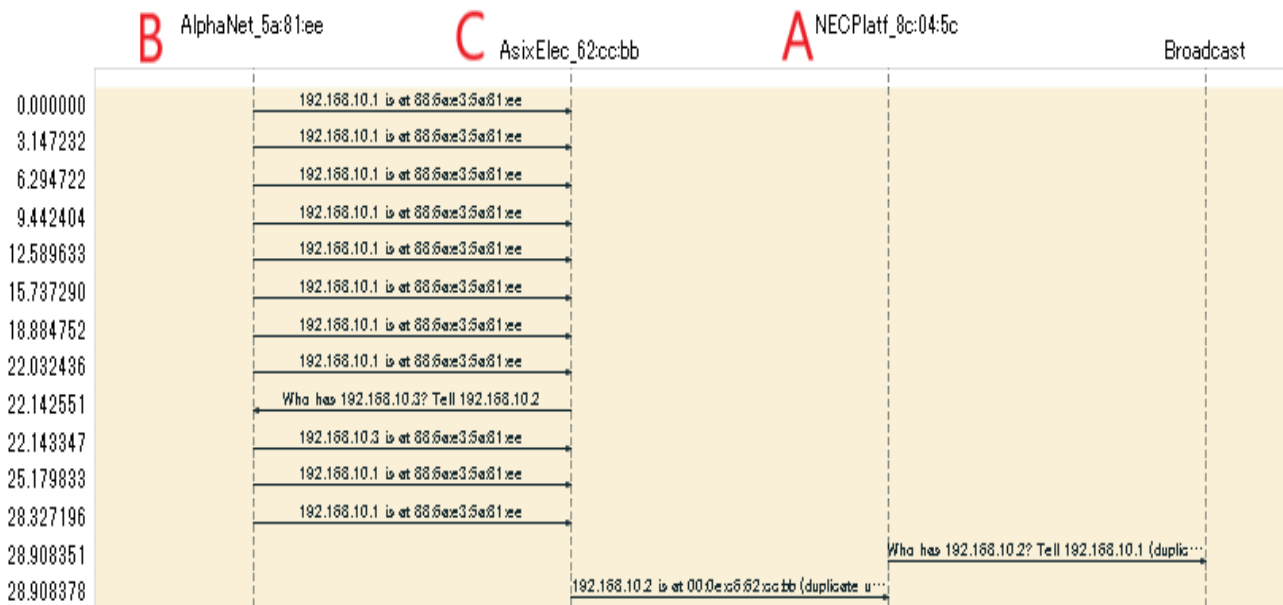 B AlphaNet_5a:81:ee C AsixElec_62:cc:bb A NECPlatf_8c:04:5c Broadcast
0.000000 192.168.10.1 is at 88:6a:e3:5a:81:ee
3.147232 192.168.10.1 is at 88:6a:e3:5a:81:ee
6.294722 192.168.10.1 is at 88:6a:e3:5a:81:ee
9.442404 192.168.10.1 is at 88:6a:e3:5a:81:ee
12.589633 192.168.10.1 is at 88:6a:e3:5a:81:ee
15.737290 192.168.10.1 is at 88:6a:e3:5a:81:ee
18.884752 192.168.10.1 is at 88:6a:e3:5a:81:ee
22.032436 192.168.10.1 is at 88:6a:e3:5a:81:ee
22.142551 Who has 192.168.10.3? Tell 192.168.10.2
22.143347 192.168.10.3 is at 88:6a:e3:5a:81:ee
25.179833 192.168.10.1 is at 88:6a:e3:5a:81:ee
28.327196 192.168.10.1 is at 88:6a:e3:5a:81:ee
28.908351 Who has 192.168.10.2? Tell 192.168.10.1 (duplic…
28.908378 192.168.10.2 is at 00:0e:c6:62:cc:bb (duplicate u…